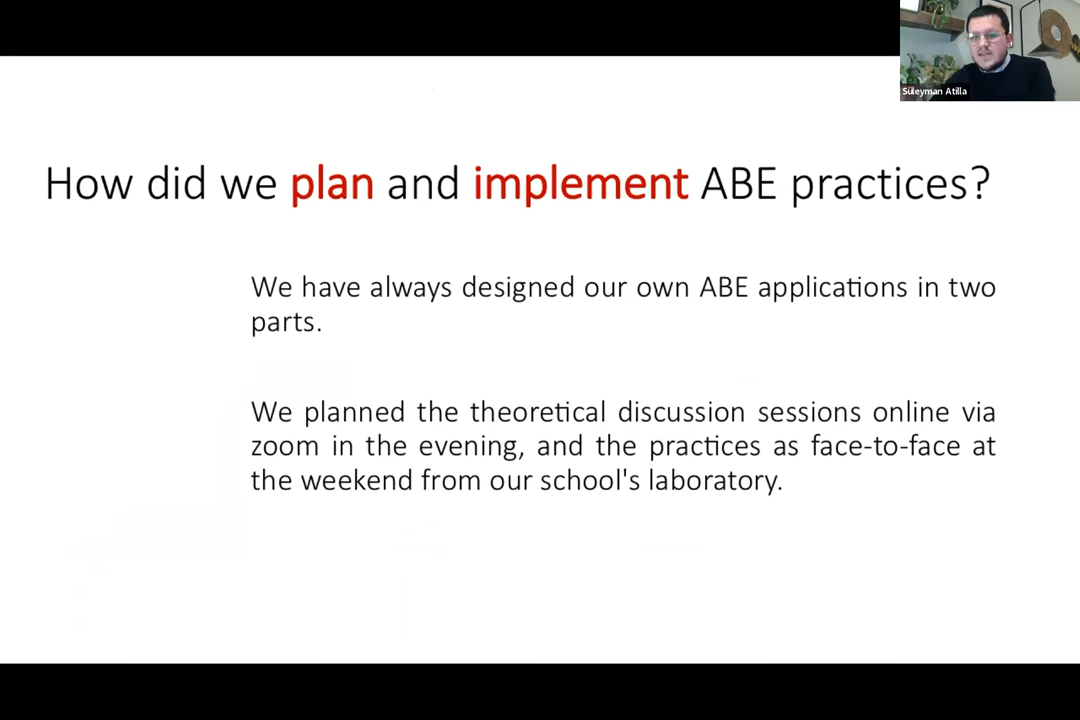 Süleyman Atilla
How did we plan and implement ABE practices?
We have always designed our own ABE applications in two
parts.
We planned the theoretical discussion sessions online via
zoom in the evening, and the practices as face-to-face at
the weekend from our school's laboratory.